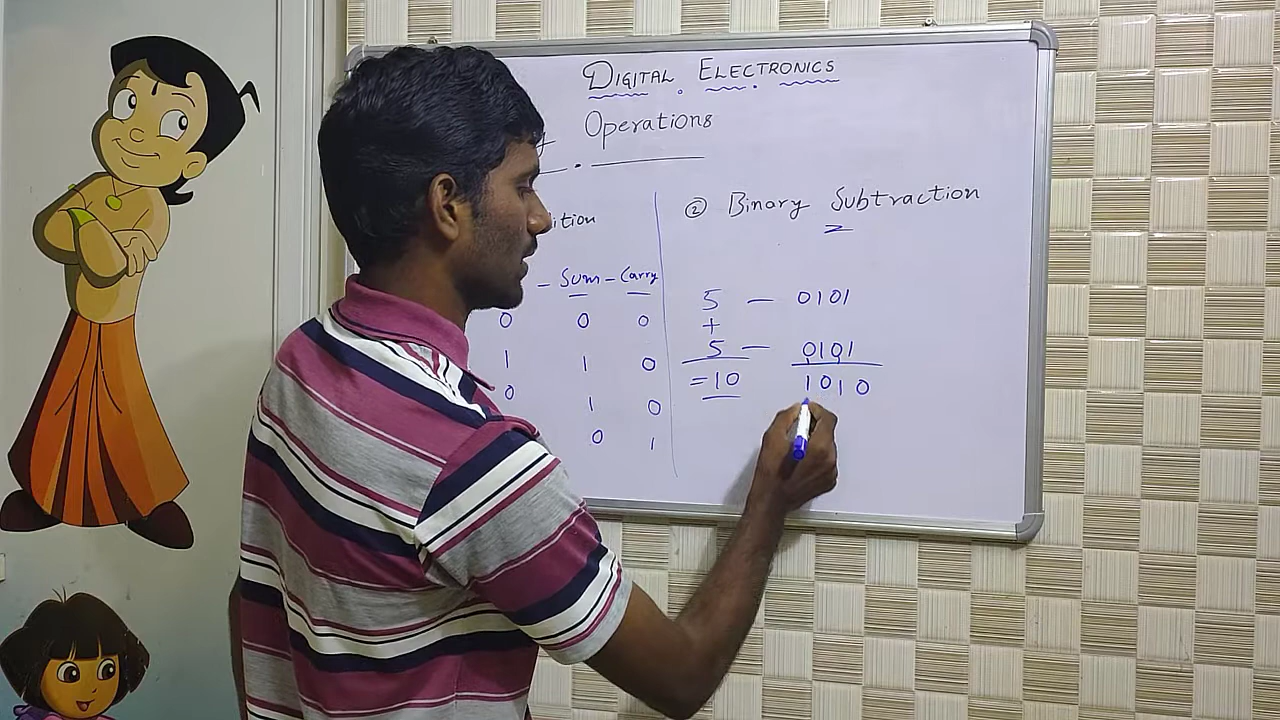 DIGITAL ELECTRONICS
Operations
② Binary Subtraction
- Sum - Carry
0 0 0
1 1 0
0 1 0
0 1
5 — 0101
+
5 — 0101
=10 1010